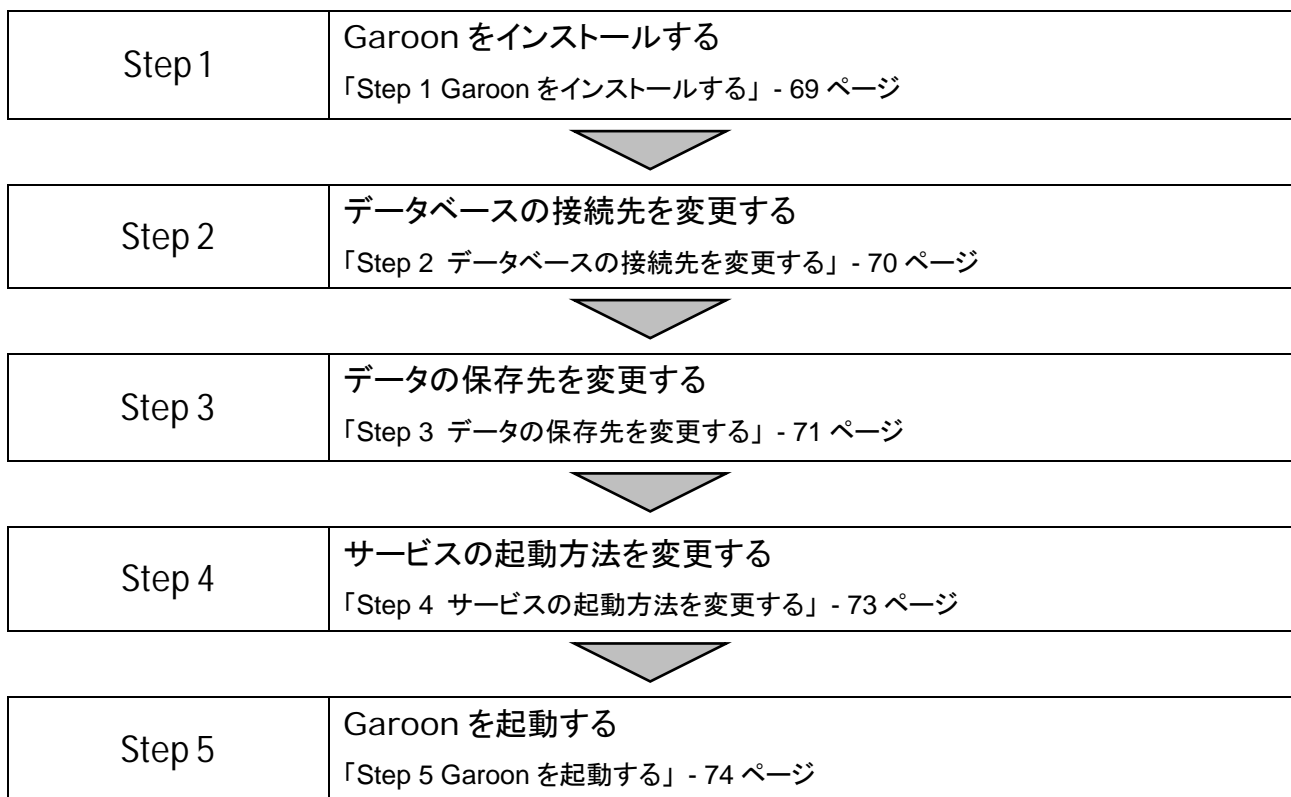 Step 1
Garoon をインストールする
「Step 1 Garoon をインストールする」 - 69 ページ
Step 2
データベースの接続先を変更する
「Step 2 データベースの接続先を変更する」 - 70 ページ
Step 3
データの保存先を変更する
「Step 3 データの保存先を変更する」 - 71 ページ
Step 4
サービスの起動方法を変更する
「Step 4 サービスの起動方法を変更する」 - 73 ページ
Step 5
Garoon を起動する
「Step 5 Garoon を起動する」 - 74 ページ